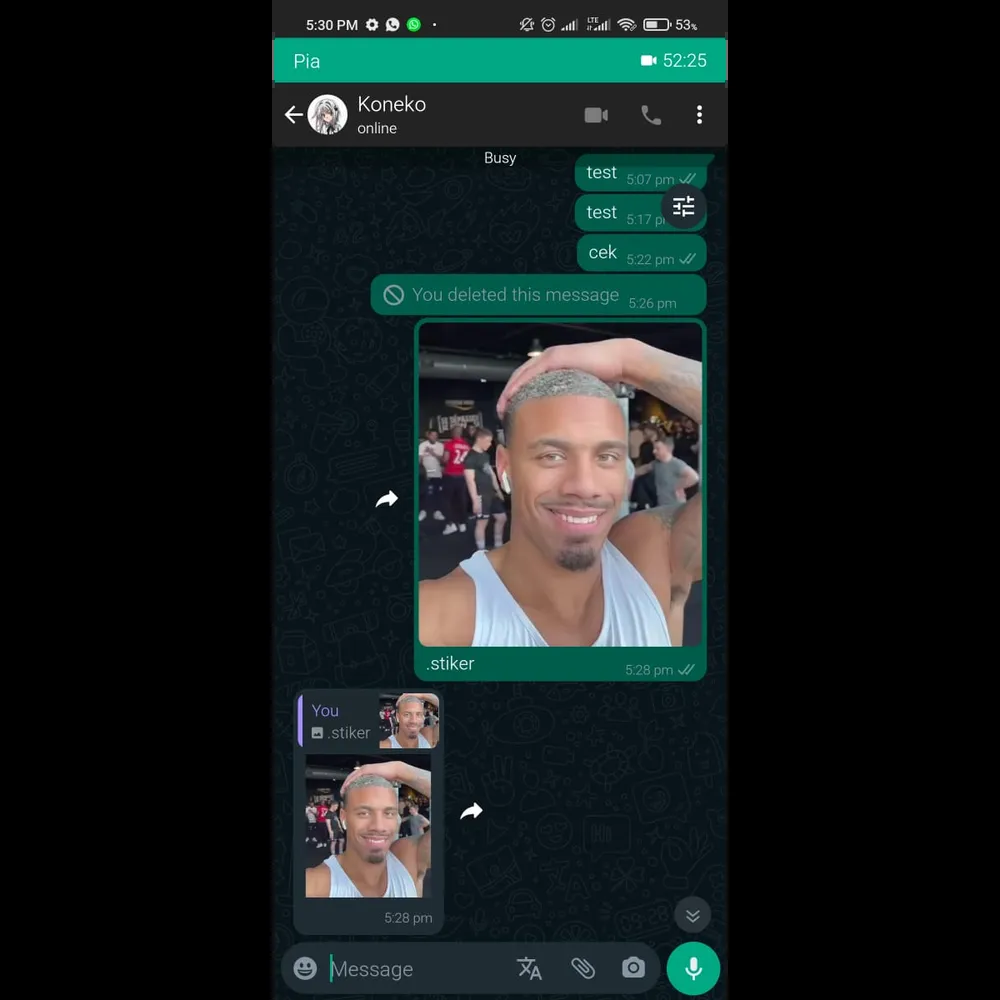 5:30 PM
LTE
53%
Pia
52:25
Koneko
online
Busy
test 5:07 pm
test 5:17 p
cek 5:22 pm
You deleted this message 5:26 pm
24
.stiker 5:28 pm
You
.stiker
5:28 pm
Message